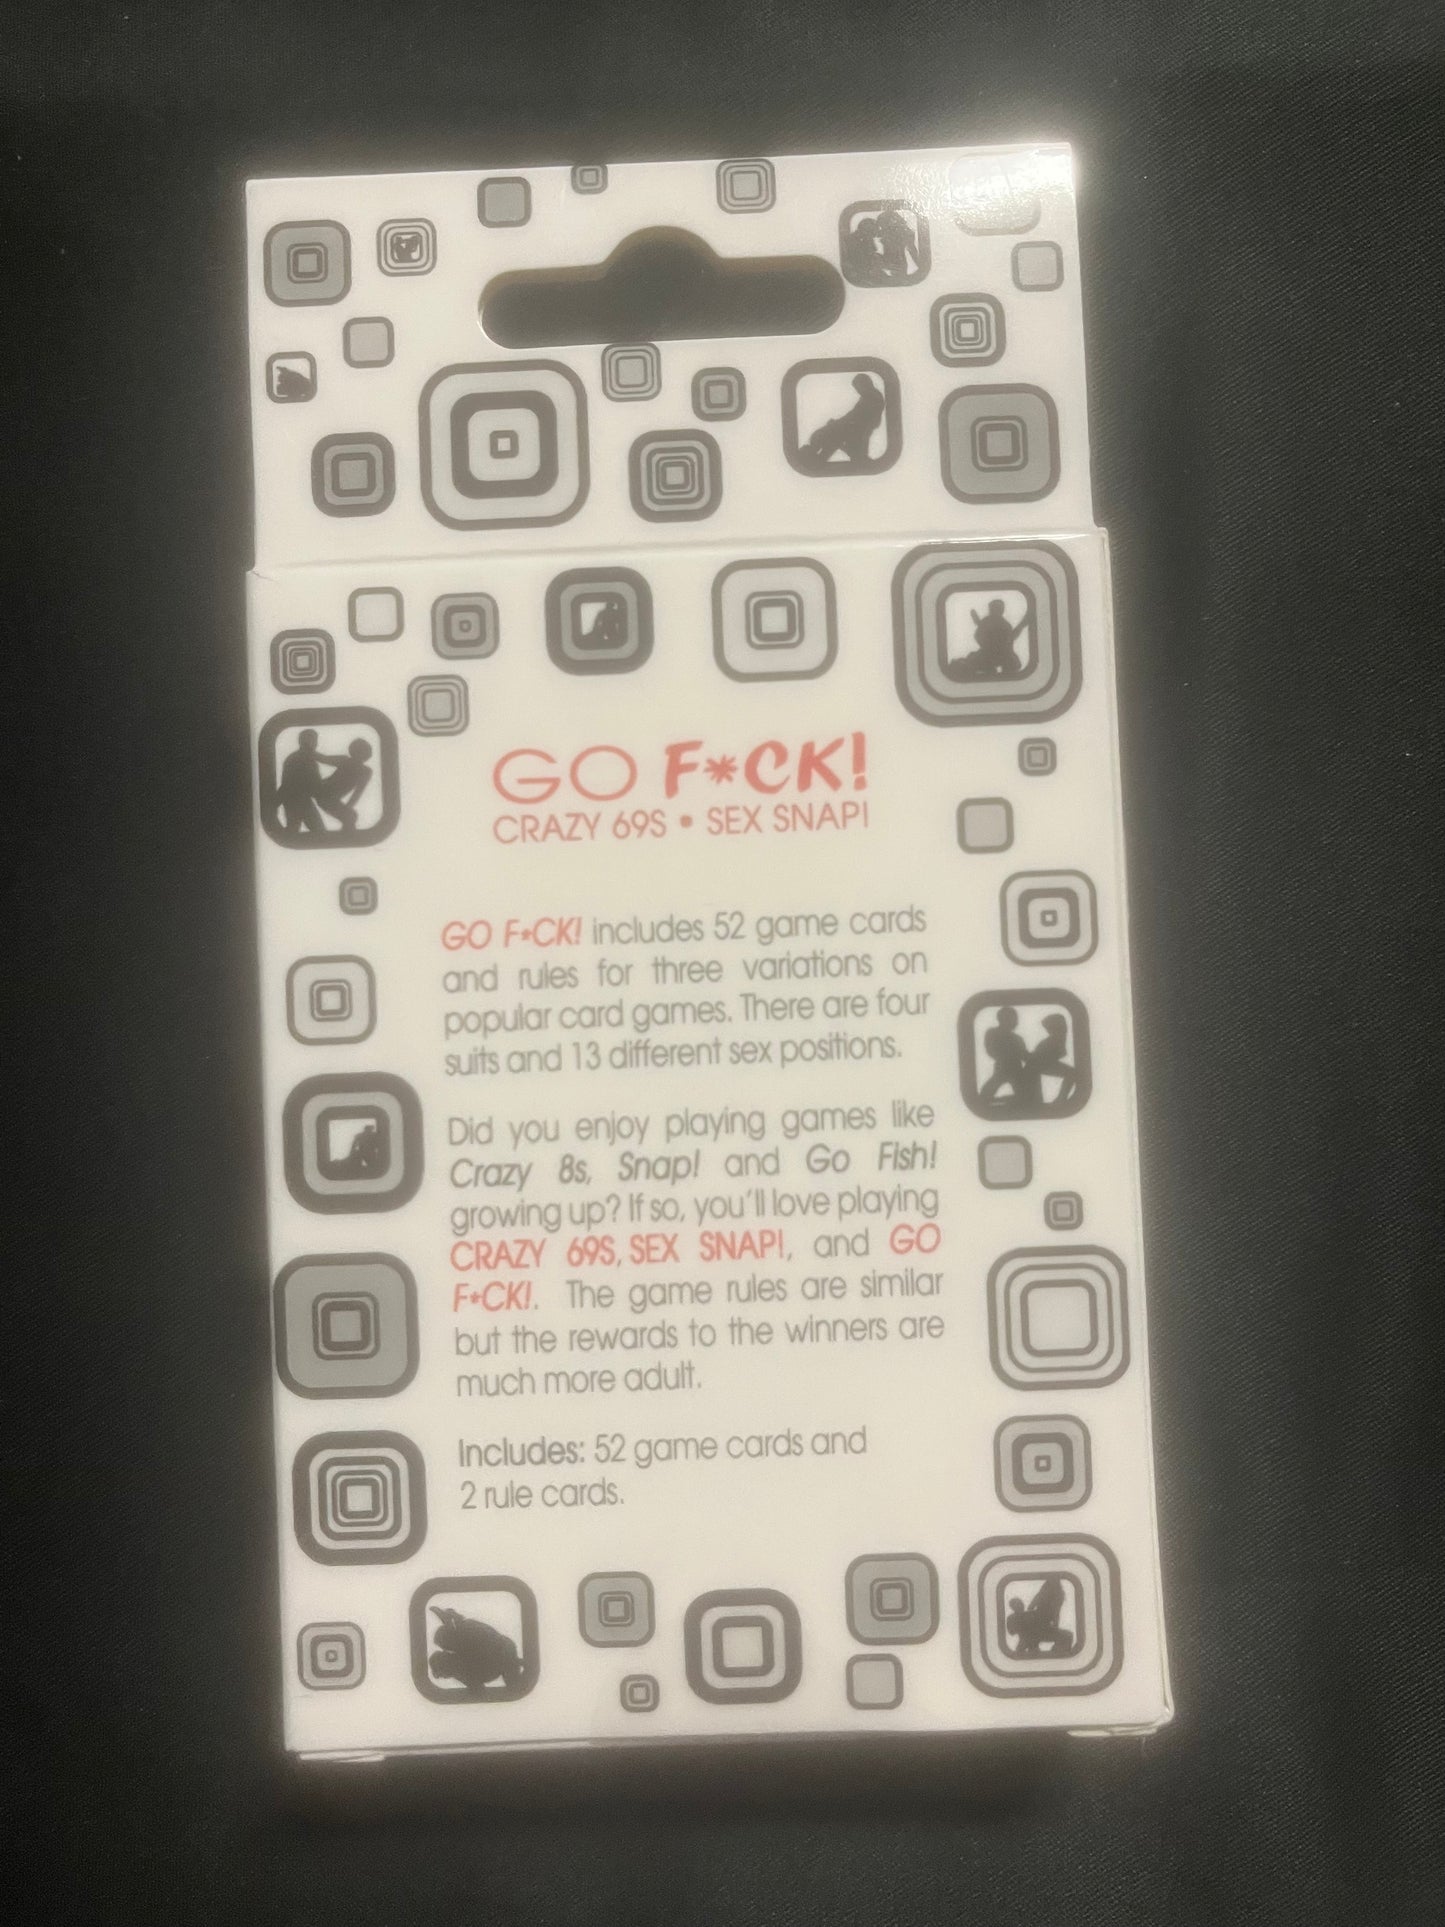 GO F*CK!
CRAZY 69S • SEX SNAP!
GO F*CK! includes 52 game cards
and rules for three variations on
popular card games. There are four
suits and 13 different sex positions.
Did you enjoy playing games like
Crazy 8s, Snap! and Go Fish!
growing up? If so, you'll love playing
CRAZY 69S, SEX SNAP!, and GO
F*CK!. The game rules are similar
but the rewards to the winners are
much more adult.
Includes: 52 game cards and
2 rule cards.